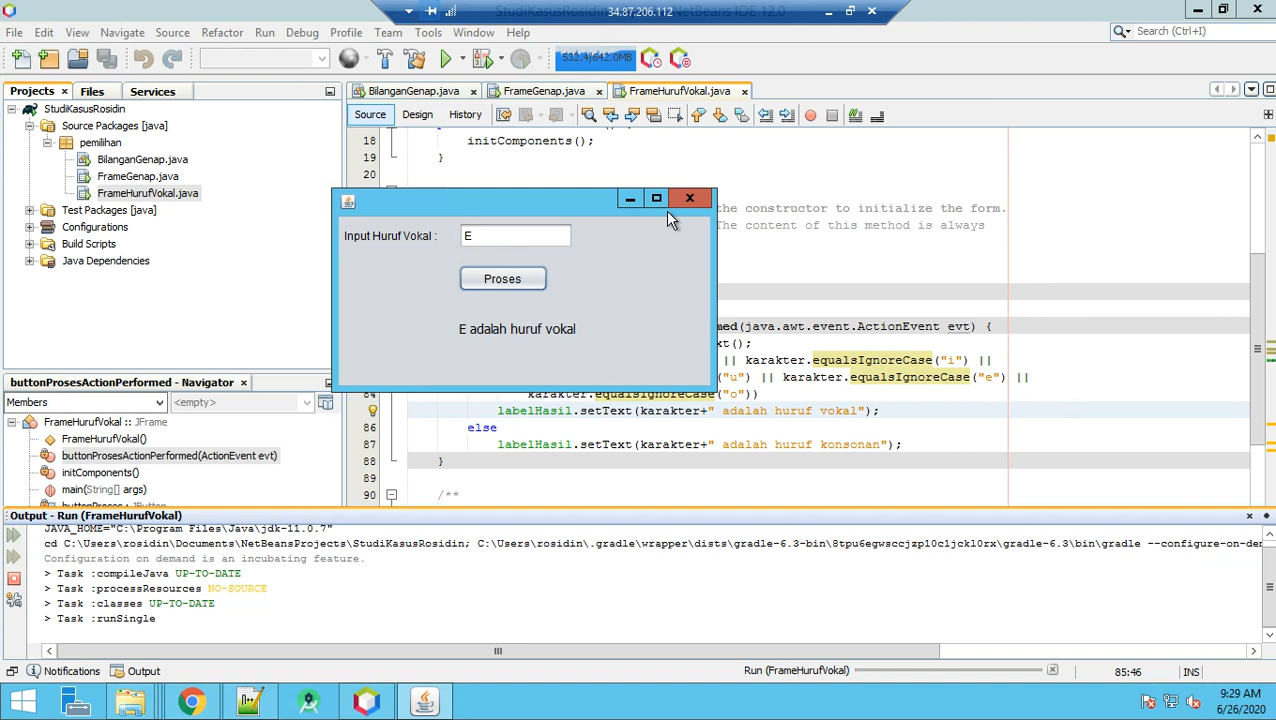 StudiKasusRosidin
34.87.206.112
NetBeans IDE 12.0
File Edit View Navigate Source Refactor Run Debug Profile Team Tools Window Help
Search (Ctrl+I)
532.4/642.0MB
Projects Files Services
BilanganGenap.java FrameGenap.java FrameHurufVokal.java
StudiKasusRosidin
Source Packages [java]
pemilihan
BilanganGenap.java
FrameGenap.java
FrameHurufVokal.java
Test Packages [java]
Configurations
Build Scripts
Java Dependencies
Source Design History
18 initComponents();
19 }
20
the constructor to initialize the form.
The content of this method is always
med(java.awt.event.ActionEvent evt) {
xt();
|| karakter.equalsIgnoreCase("i") ||
("u") || karakter.equalsIgnoreCase("e") ||
84 karakter.equalsIgnoreCase("o"))
labelHasil.setText(karakter+" adalah huruf vokal");
86 else
87 labelHasil.setText(karakter+" adalah huruf konsonan");
88 }
89
90 /**
Input Huruf Vokal :
E
Proses
E adalah huruf vokal
buttonProsesActionPerformed - Navigator
Members <empty>
FrameHurufVokal :: JFrame
FrameHurufVokal()
buttonProsesActionPerformed(ActionEvent evt)
initComponents()
main(String[] args)
buttonProses : JButton
Output - Run (FrameHurufVokal)
JAVA_HOME="C:\Program Files\Java\jdk-11.0.7"
cd C:\Users\rosidin\Documents\NetBeansProjects\StudiKasusRosidin; C:\Users\rosidin\.gradle\wrapper\dists\gradle-6.3-bin\8tpu6egwsccjzp10c1jckl0rx\gradle-6.3\bin\gradle --configure-on-dem
Configuration on demand is an incubating feature.
> Task :compileJava UP-TO-DATE
> Task :processResources NO-SOURCE
> Task :classes UP-TO-DATE
> Task :runSingle
Notifications Output
Run (FrameHurufVokal)
85:46 INS
9:29 AM
6/26/2020